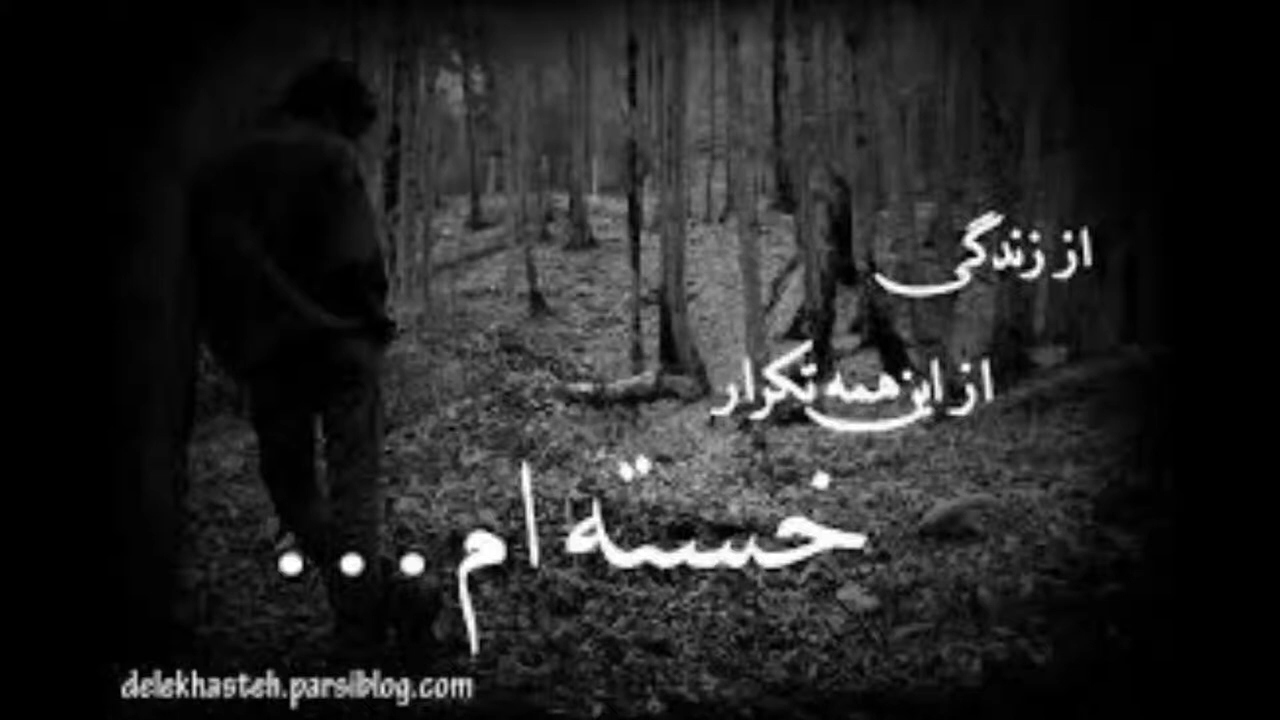 از زندگی
از این همه تکرار
خسته ام...
delekhasteh.parsiblog.com